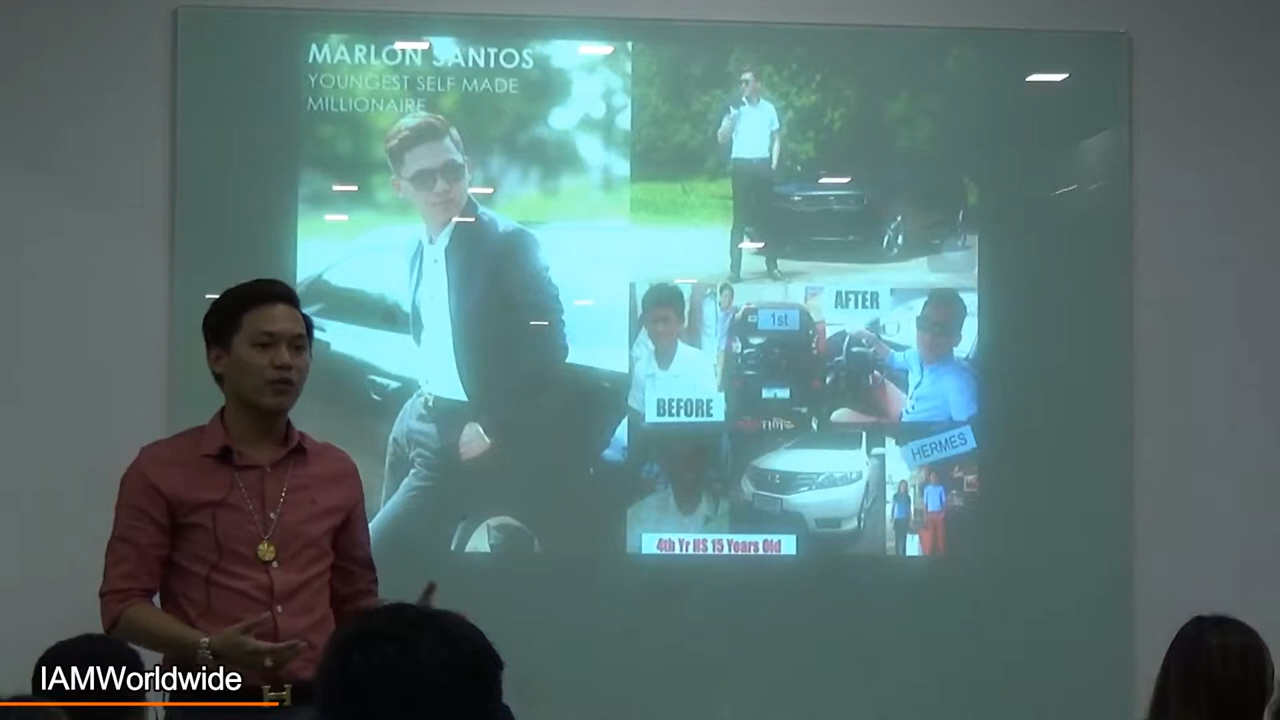 MARLON SANTOS
YOUNGEST SELF MADE
MILLIONAIRE
AFTER
1st
BEFORE
HERMES
4th Yr HS 15 Years Old
IAMWorldwide